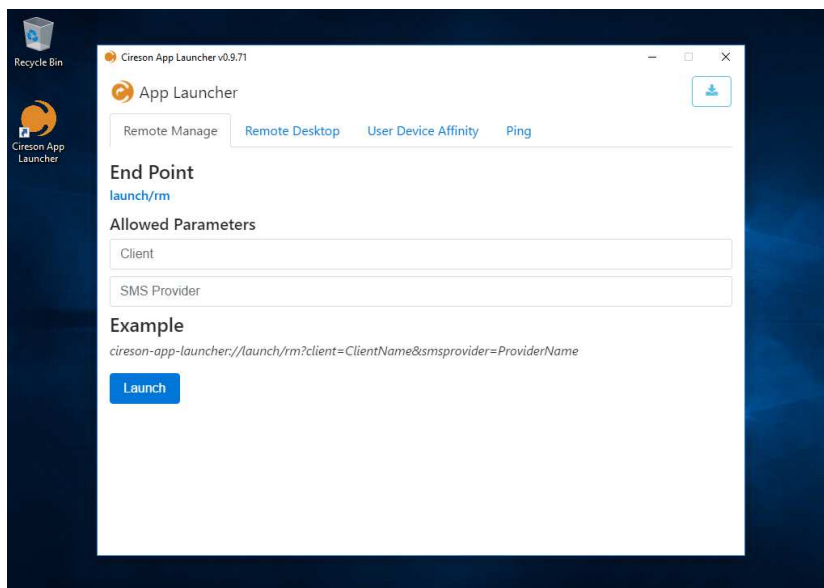 Recycle Bin
Cireson App
Launcher
Cireson App Launcher v0.9.71
App Launcher
Remote Manage Remote Desktop User Device Affinity Ping
End Point
launch/rm
Allowed Parameters
Client
SMS Provider
Example
cireson-app-launcher://launch/rm?client=ClientName&smsprovider=ProviderName
Launch